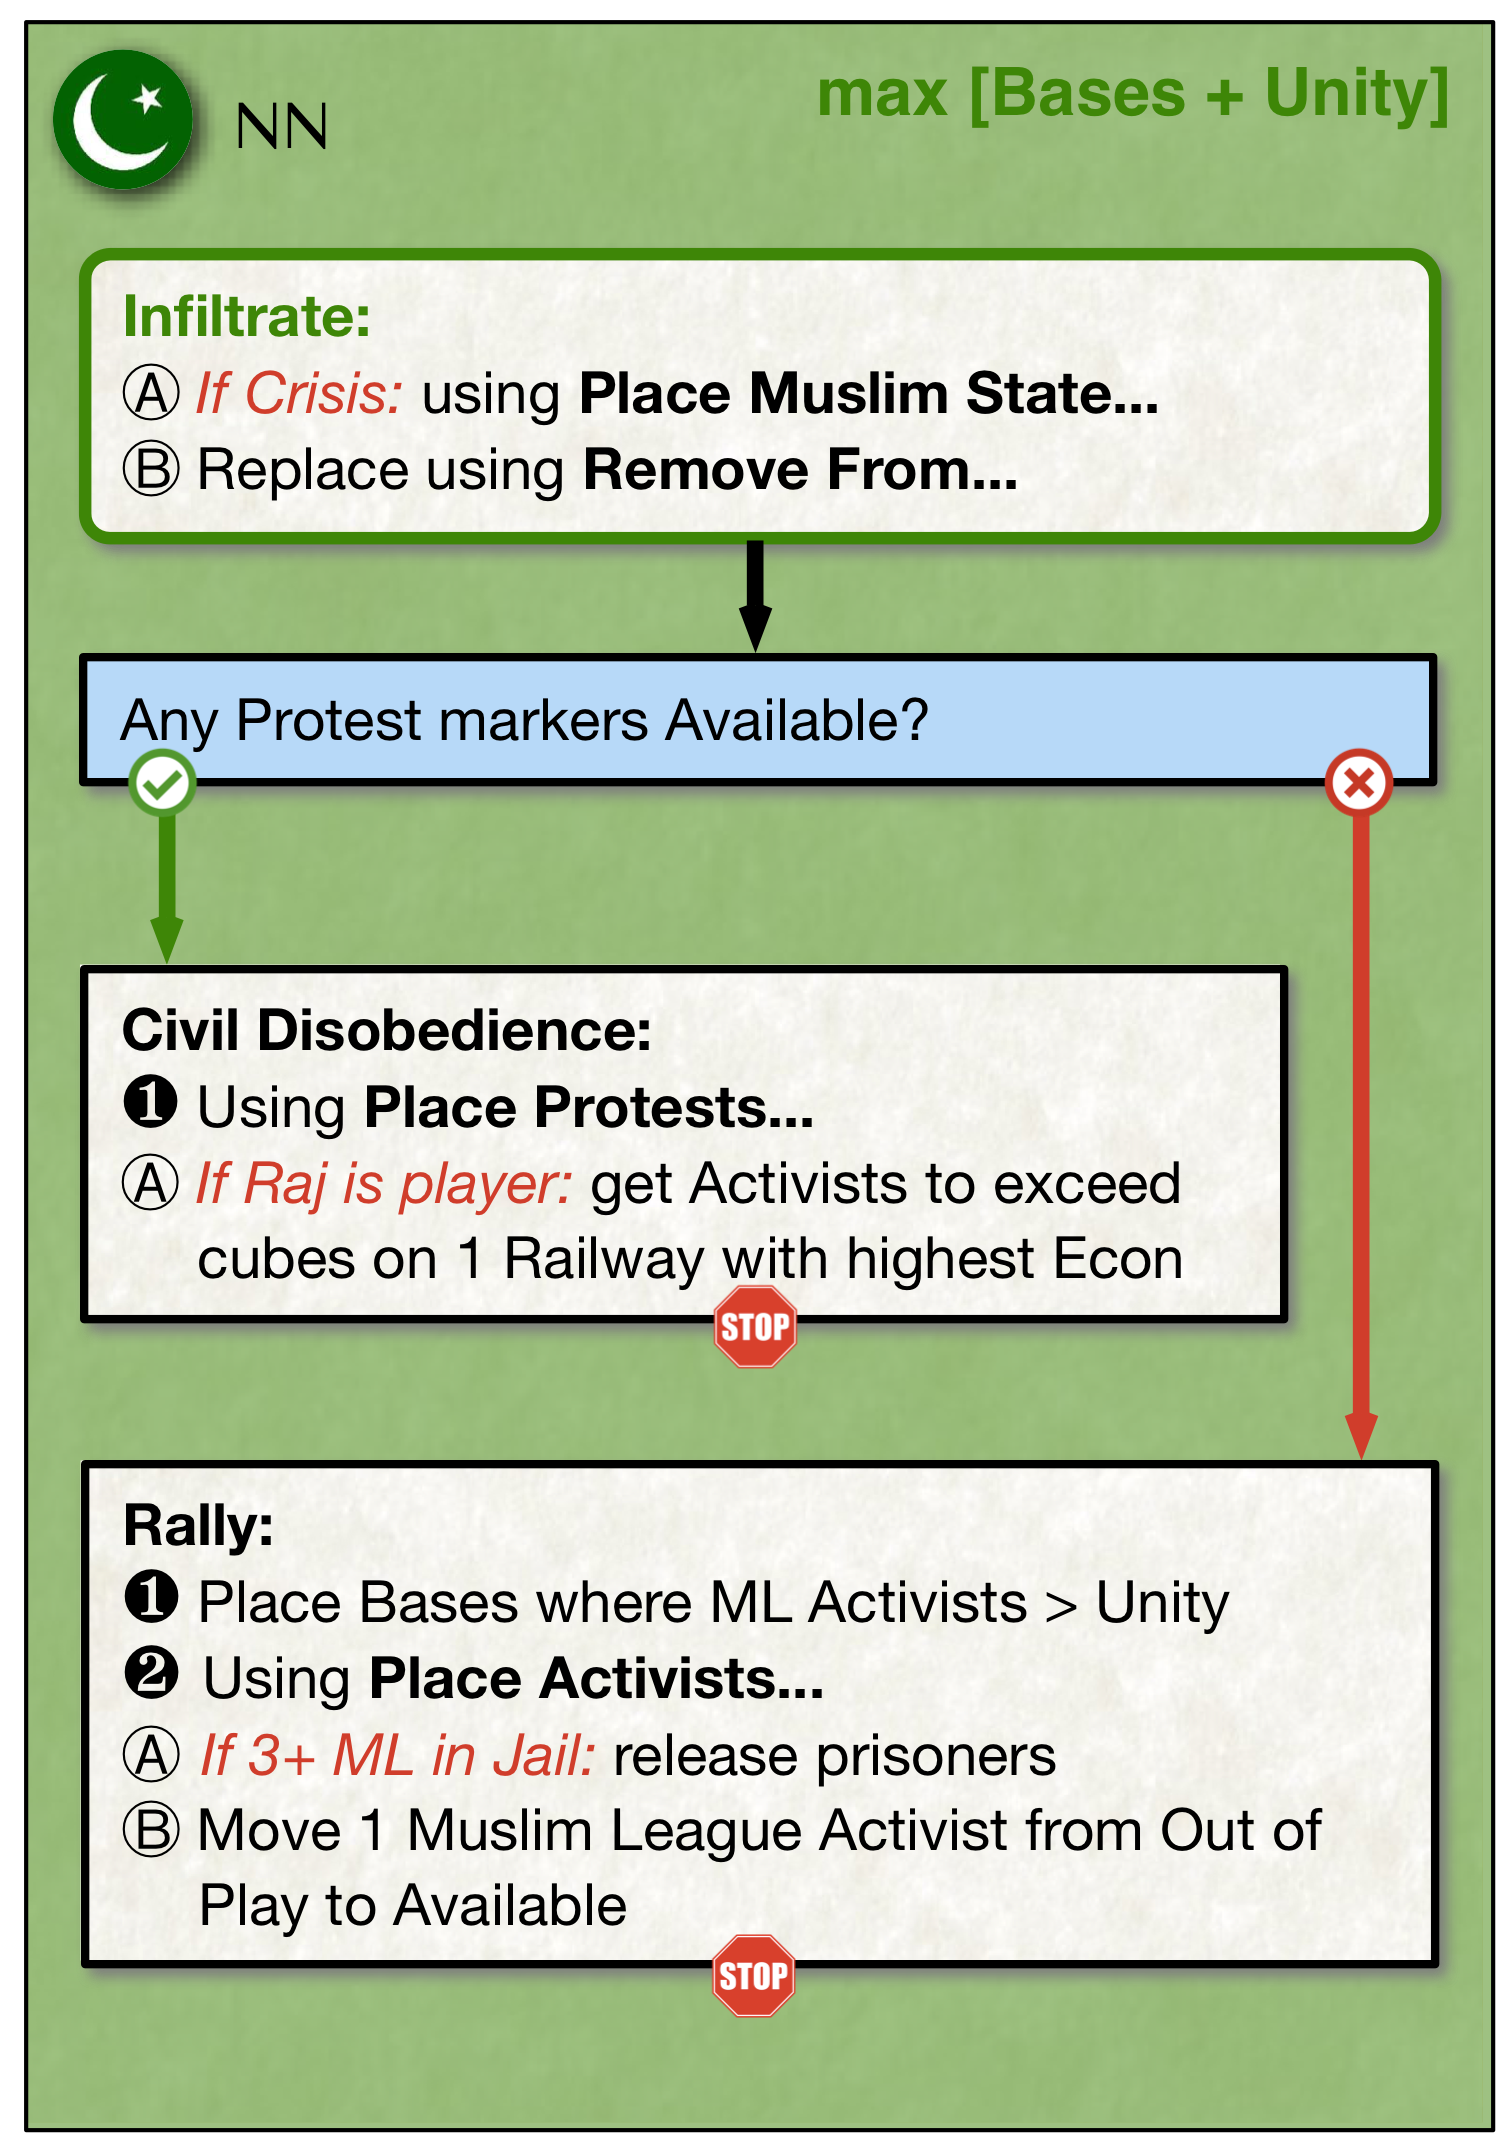 NN
max [Bases + Unity]
Infiltrate:
Ⓐ If Crisis: using Place Muslim State...
Ⓑ Replace using Remove From...
Any Protest markers Available?
Civil Disobedience:
❶ Using Place Protests...
Ⓐ If Raj is player: get Activists to exceed
cubes on 1 Railway with highest Econ
STOP
Rally:
❶ Place Bases where ML Activists > Unity
❷ Using Place Activists...
Ⓐ If 3+ ML in Jail: release prisoners
Ⓑ Move 1 Muslim League Activist from Out of
Play to Available
STOP